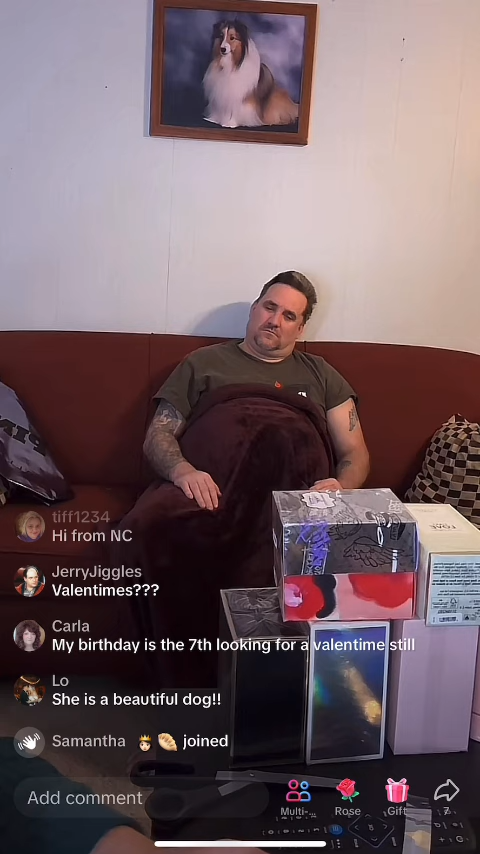 tiff1234
Hi from NC
JerryJiggles
Valentimes???
Carla
My birthday is the 7th looking for a valentime still
Lo
She is a beautiful dog!!
Samantha 👸🏻🥠 joined
Add comment
Multi-...
Rose
Gift
7